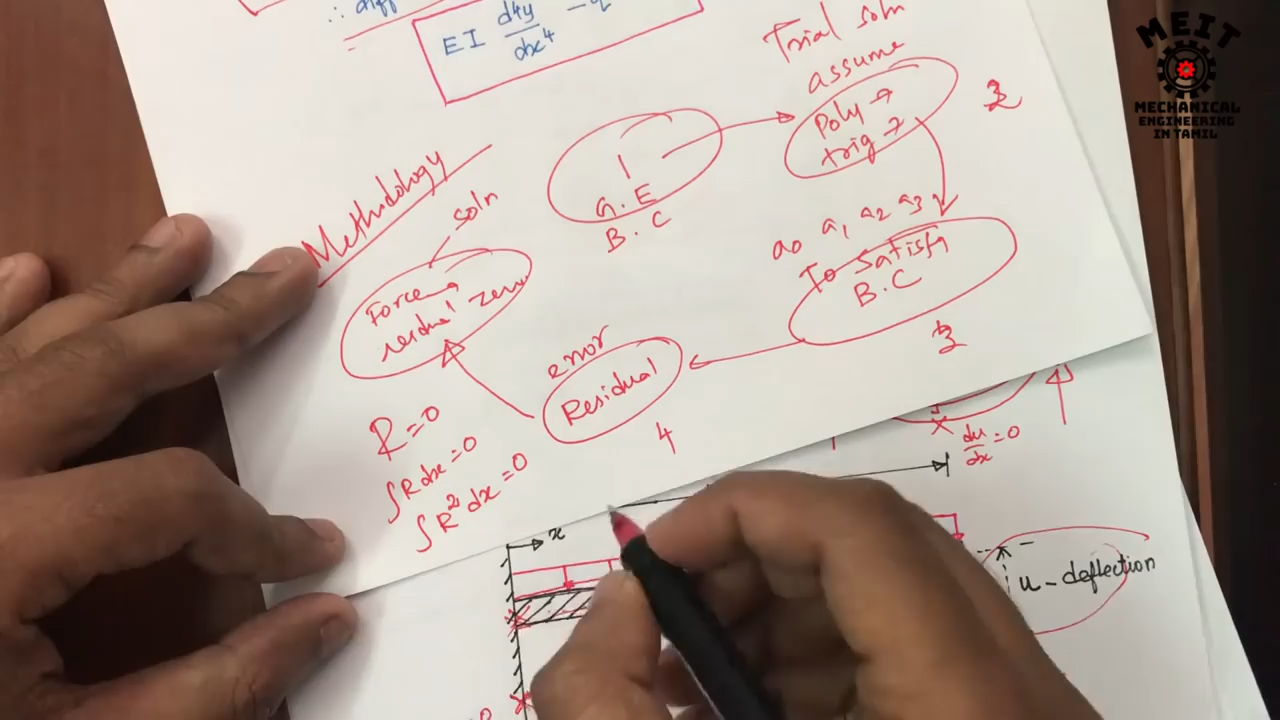 ∴ diff
EI d⁴y/dx⁴ - q
Trial soln
assume
Poly →
trig →
2
Methodology
1
G.E
B.C
a₀ a₁ a₂ a₃
To satisfy
B.C
3
error
Residual
4
soln
Force →
residual zero
R=0
∫R dx=0
∫R² dx=0
x
du/dx=0
u - deflection
MEIT
MECHANICAL
ENGINEERING
IN TAMIL